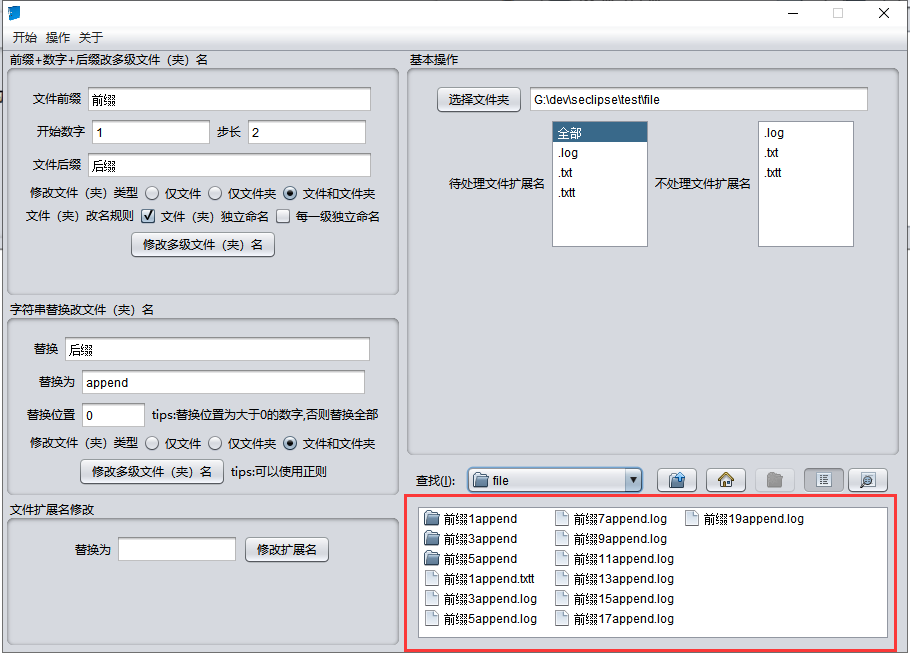 开始 操作 关于
前缀+数字+后缀改多级文件（夹）名
文件前缀 前缀
开始数字 1 步长 2
文件后缀 后缀
修改文件（夹）类型 仅文件 仅文件夹 文件和文件夹
文件（夹）改名规则 文件（夹）独立命名 每一级独立命名
修改多级文件（夹）名
字符串替换改文件（夹）名
替换 后缀
替换为 append
替换位置 0 tips:替换位置为大于0的数字,否则替换全部
修改文件（夹）类型 仅文件 仅文件夹 文件和文件夹
修改多级文件（夹）名 tips:可以使用正则
文件扩展名修改
替换为 修改扩展名
基本操作
选择文件夹 G:\dev\seclipse\test\file
待处理文件扩展名
全部
.log
.txt
.txtt
不处理文件扩展名
.log
.txt
.txtt
查找(I): file
前缀1append
前缀3append
前缀5append
前缀1append.txtt
前缀3append.log
前缀5append.log
前缀7append.log
前缀9append.log
前缀11append.log
前缀13append.log
前缀15append.log
前缀17append.log
前缀19append.log